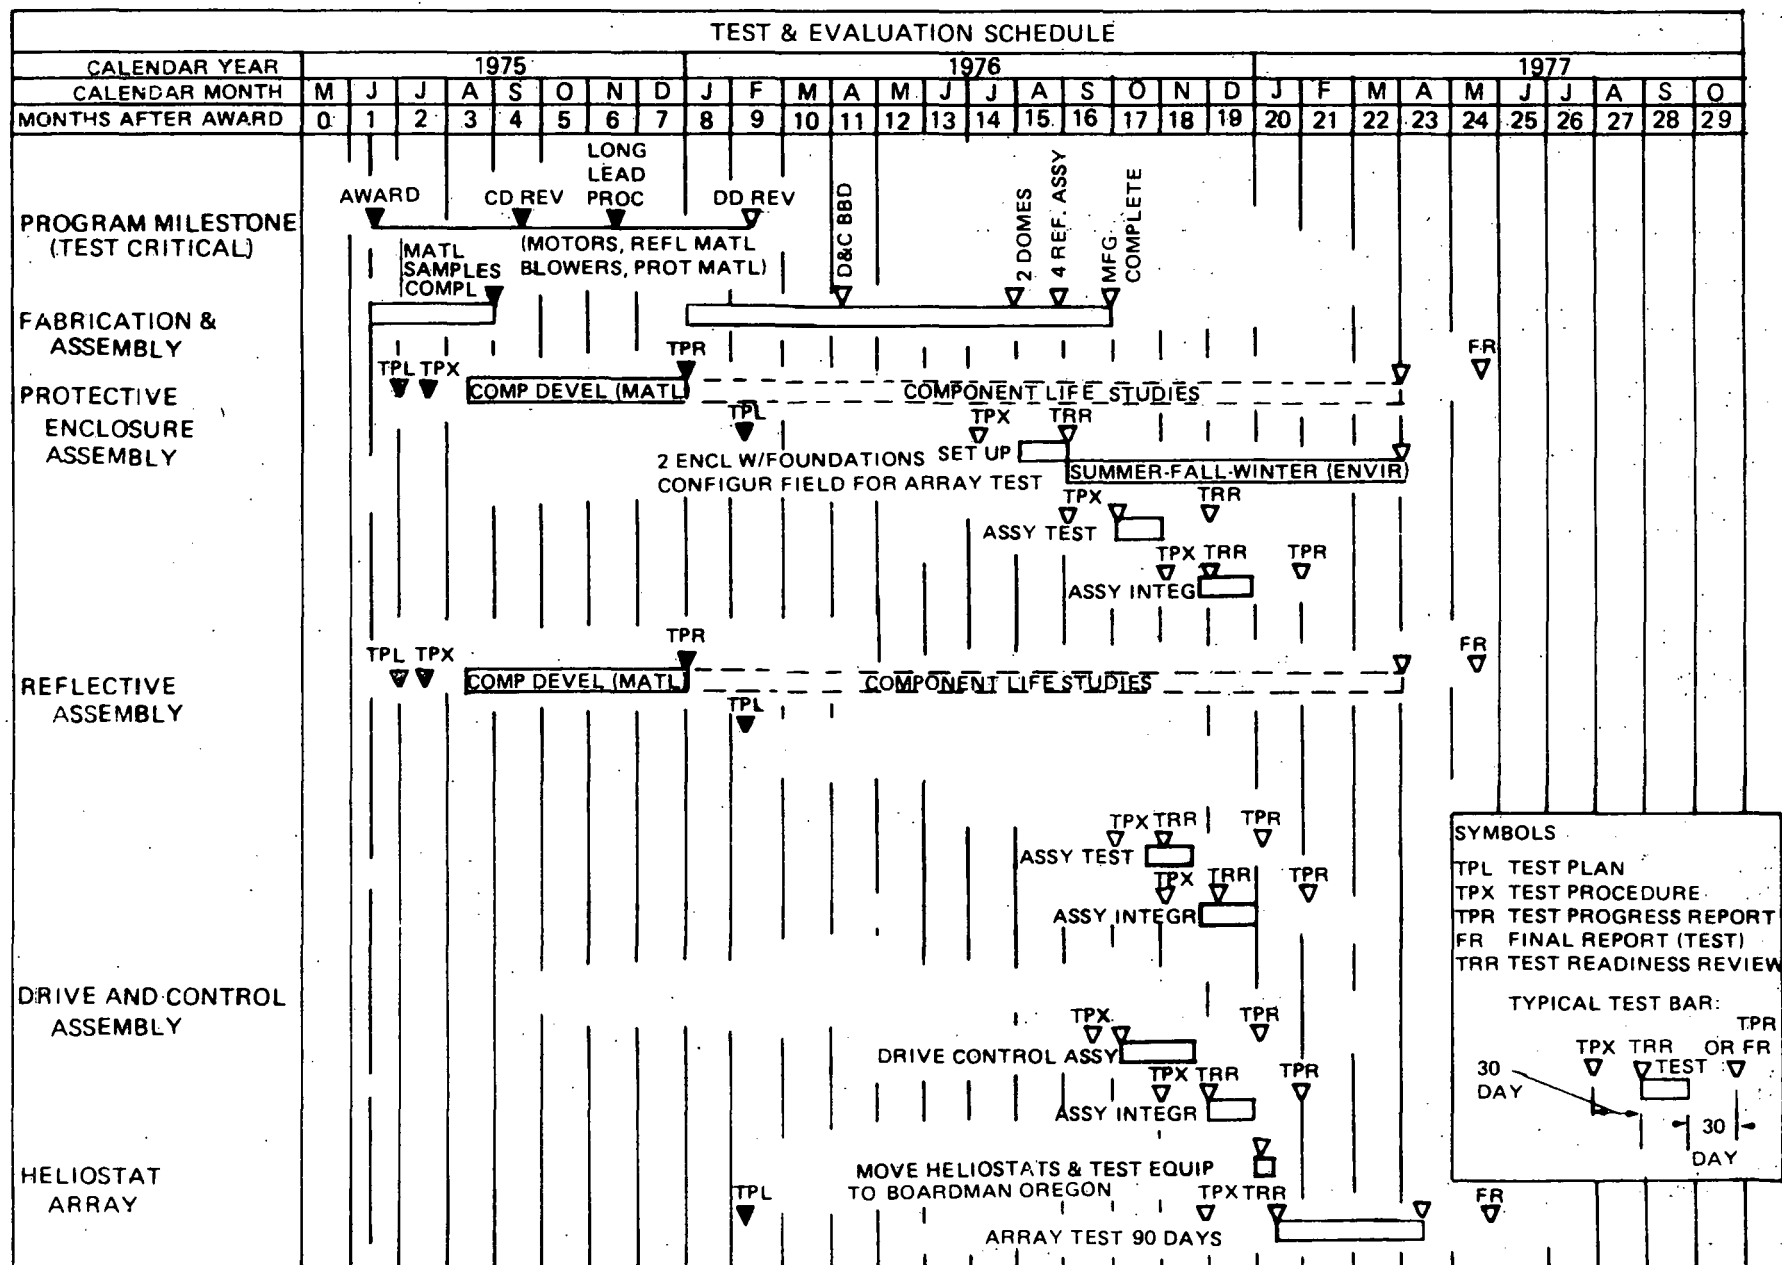 TEST & EVALUATION SCHEDULE
CALENDAR YEAR 1975 1976 1977
CALENDAR MONTH M J J A S O N D J F M A M J J A S O N D J F M A M J J A S O
MONTHS AFTER AWARD 0 1 2 3 4 5 6 7 8 9 10 11 12 13 14 15 16 17 18 19 20 21 22 23 24 25 26 27 28 29
PROGRAM MILESTONE
(TEST CRITICAL)
AWARD
CD REV
LONG
LEAD
PROC
DD REV
(MOTORS, REFL MATL
BLOWERS, PROT MATL)
MATL
SAMPLES
COMPL
D&C BBD
2 DOMES
4 REF. ASSY
MFG
COMPLETE
FABRICATION &
ASSEMBLY
TPR
FR
TPL TPX
COMP DEVEL (MATL)
COMPONENT LIFE STUDIES
PROTECTIVE
ENCLOSURE
ASSEMBLY
TPL
TPX
TRR
2 ENCL W/FOUNDATIONS SET UP
CONFIGUR FIELD FOR ARRAY TEST
SUMMER-FALL-WINTER (ENVIR)
TPX
TRR
ASSY TEST
TPX TRR
TPR
ASSY INTEG
TPR
FR
TPL TPX
COMP DEVEL (MATL)
COMPONENT LIFE STUDIES
REFLECTIVE
ASSEMBLY
TPL
TPX TRR
TPR
ASSY TEST
TPX TRR
TPR
ASSY INTEGR
DRIVE AND CONTROL
ASSEMBLY
TPX
TPR
DRIVE CONTROL ASSY
TPX TRR
TPR
ASSY INTEGR
HELIOSTAT
ARRAY
MOVE HELIOSTATS & TEST EQUIP
TO BOARDMAN OREGON
TPL
TPX TRR
FR
ARRAY TEST 90 DAYS
SYMBOLS
TPL TEST PLAN
TPX TEST PROCEDURE
TPR TEST PROGRESS REPORT
FR FINAL REPORT (TEST)
TRR TEST READINESS REVIEW
TYPICAL TEST BAR:
TPR
TPX TRR OR FR
TEST
30
DAY
30
DAY